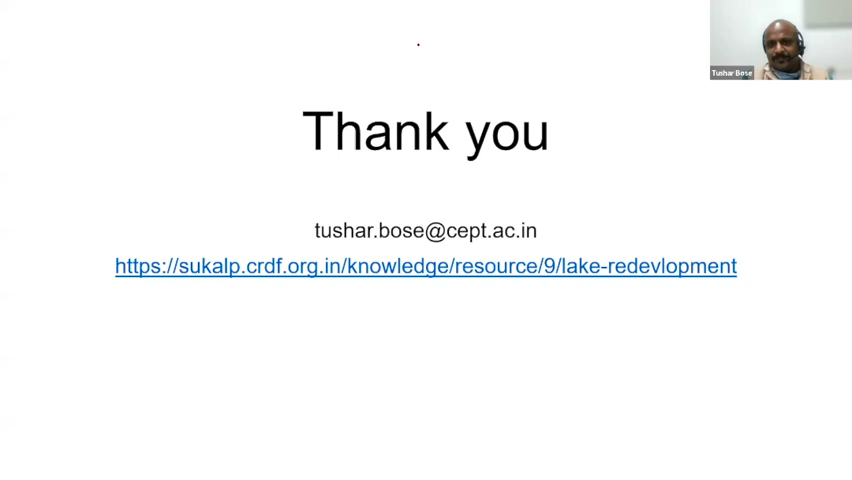 Tushar Bose
Thank you
tushar.bose@cept.ac.in
https://sukalp.crdf.org.in/knowledge/resource/9/lake-redevlopment